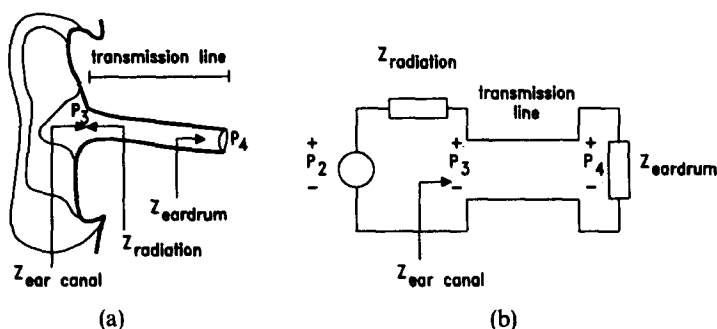 transmission line
P3
P4
Zeardrum
Zradiation
Zear canal
(a)
Zradiation
transmission
line
+ + +
P2 P3 P4 Zeardrum
- - -
Zear canal
(b)